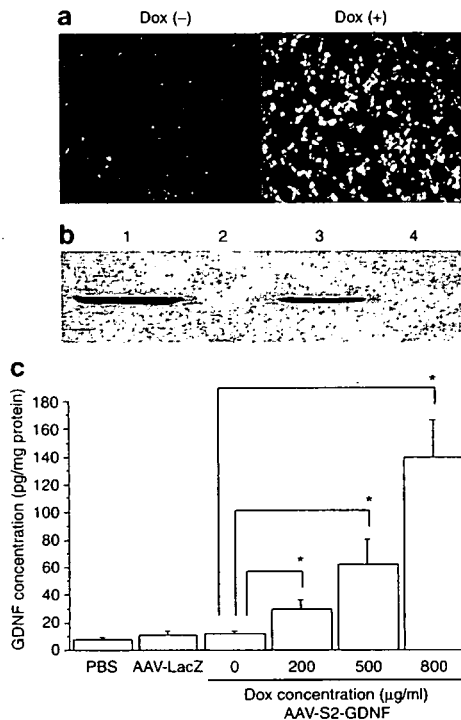 a
Dox (–) Dox (+)
b
1 2 3 4
c
GDNF concentration (pg/mg protein)
180
160
140
120
100
80
60
40
20
0
*
*
*
PBS AAV-LacZ 0 200 500 800
Dox concentration (μg/ml)
AAV-S2-GDNF